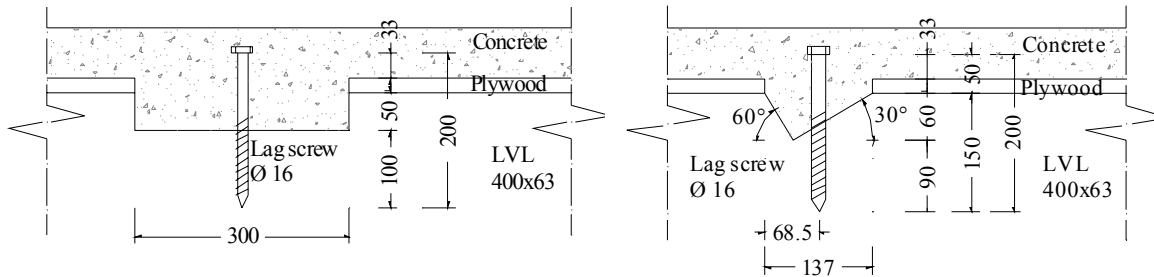 33
Concrete
Plywood
50
200
Lag screw
Ø 16
100
LVL
400x63
300
33
Concrete
50
Plywood
60°
30°
60
Lag screw
Ø 16
150
200
LVL
400x63
90
68.5
137